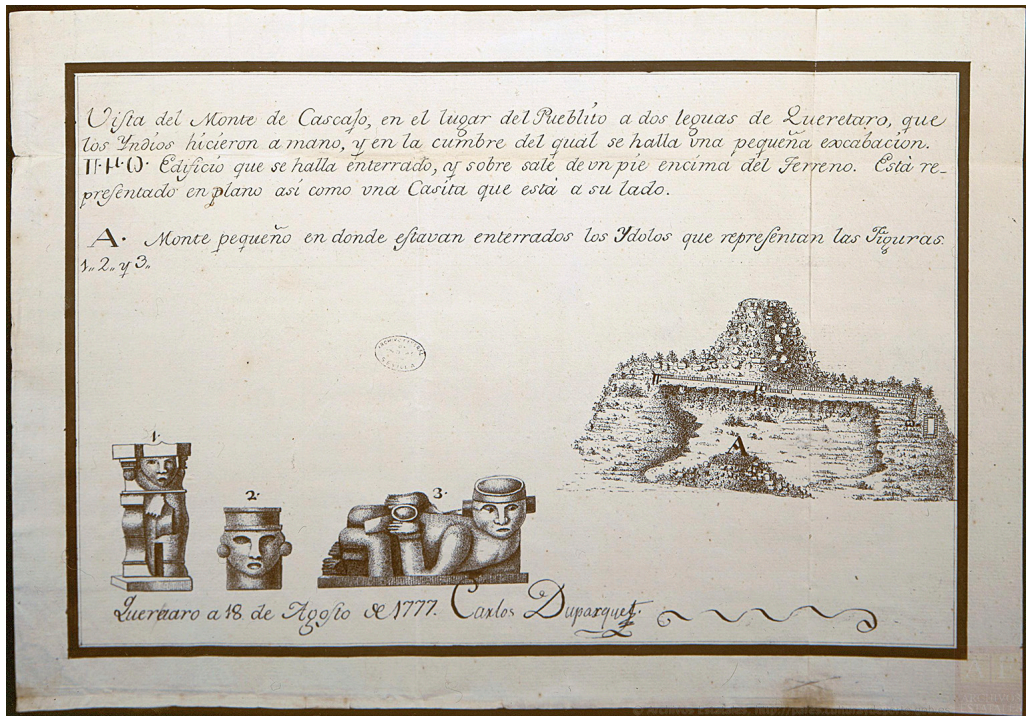 Viſta del Monte de Cascaſo, en el lugar del Pueblito a dos leguas de Queretaro, que
los Yndios hicieron a mano, y en la cumbre del qual se halla vna pequeña excabacion.
Π·μ·Ω· Edificio que se halla enterrado, y sobre sale de vn pie encima del Terreno. Està re-
preſentado en plano asi como vna Casita que està a su lado.
A. Monte pequeño en donde eſtavan enterrados los Ydolos que repreſentan las Figuras.
1,, 2,, y 3,,
A
1.
2.
3.
Queretaro a 18 de Agosto de 1777. Carlos Duparquet.